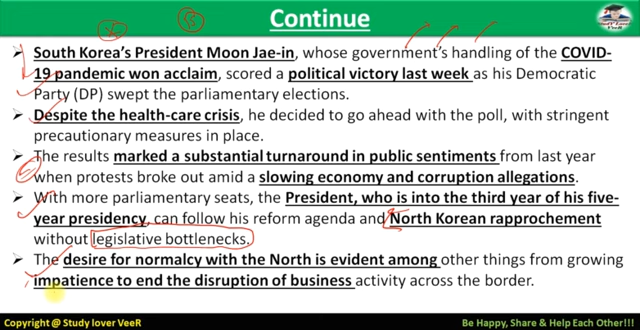 Continue
➢ South Korea's President Moon Jae-in, whose government's handling of the COVID-
19 pandemic won acclaim, scored a political victory last week as his Democratic
Party (DP) swept the parliamentary elections.
➢ Despite the health-care crisis, he decided to go ahead with the poll, with stringent
precautionary measures in place.
➢ The results marked a substantial turnaround in public sentiments from last year
when protests broke out amid a slowing economy and corruption allegations.
➢ With more parliamentary seats, the President, who is into the third year of his five-
year presidency, can follow his reform agenda and North Korean rapprochement
without legislative bottlenecks.
➢ The desire for normalcy with the North is evident among other things from growing
impatience to end the disruption of business activity across the border.
Copyright @ Study lover VeeR
Be Happy, Share & Help Each Other!!!